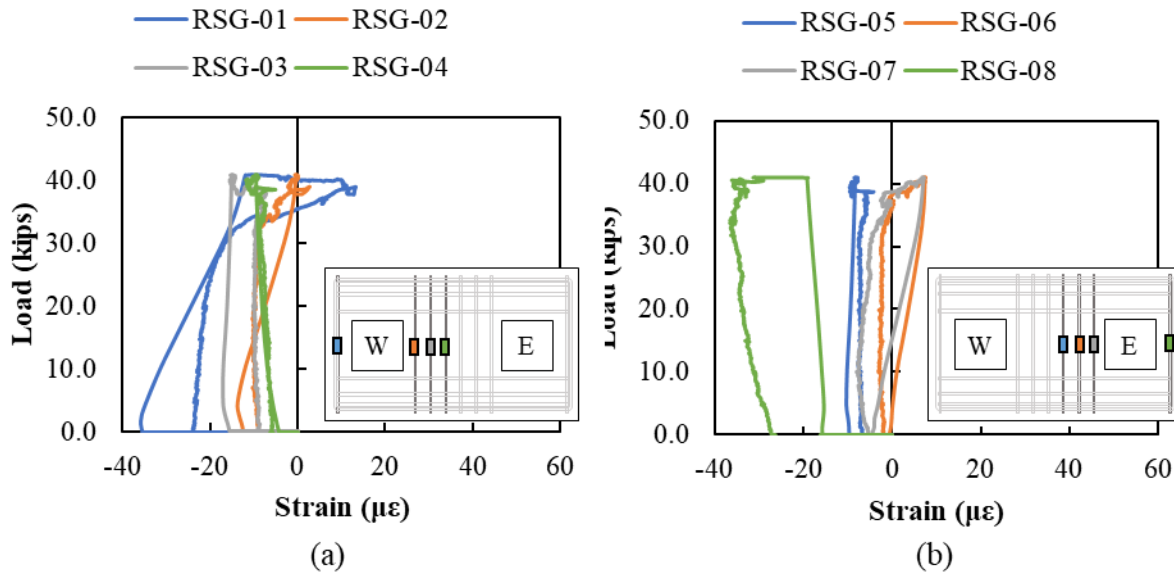 RSG-01 RSG-02
RSG-03 RSG-04
50.0
40.0
30.0
20.0
10.0
0.0
Load (kips)
-40 -20 0 20 40 60
Strain (με)
W E
(a)
RSG-05 RSG-06
RSG-07 RSG-08
50.0
40.0
30.0
20.0
10.0
0.0
Load (kips)
-40 -20 0 20 40 60
Strain (με)
W E
(b)